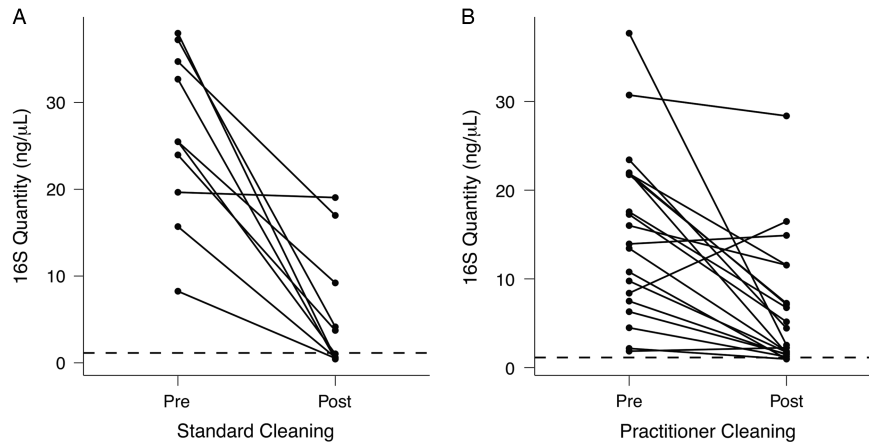 A
16S Quantity (ng/μL)
30
20
10
0
Pre
Post
Standard Cleaning
B
16S Quantity (ng/μL)
30
20
10
0
Pre
Post
Practitioner Cleaning